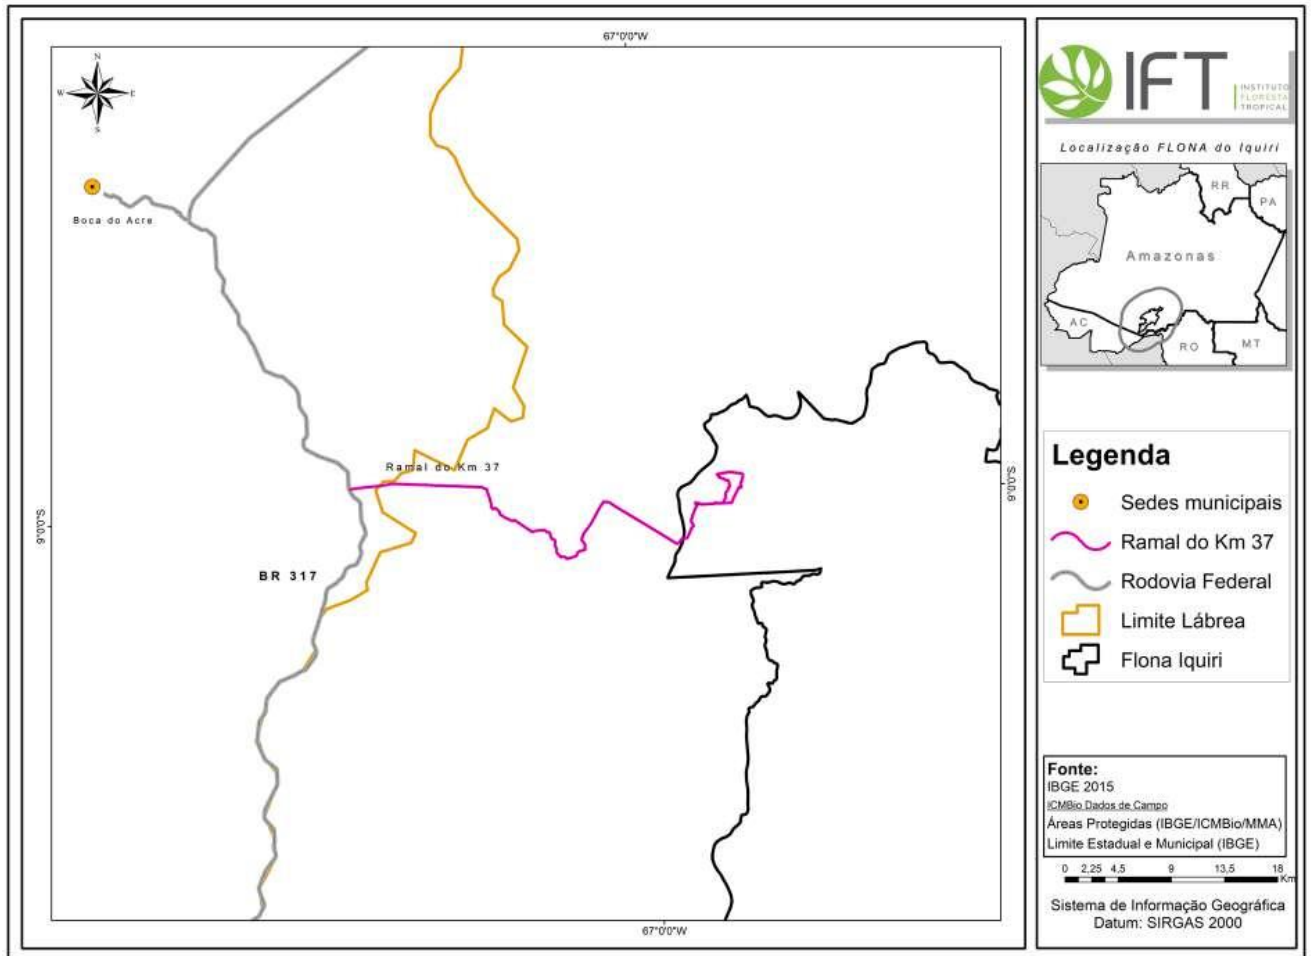 67°0'0"W
N
W
E
S
Boca do Acre
Ramal do Km 37
BR 317
9°0'0"S
9°0'0"S
67°0'0"W
IFT
INSTITUTO
FLORESTA
TROPICAL
Localização FLONA do Iquiri
RR
PA
Amazonas
AC
RO
MT
Legenda
Sedes municipais
Ramal do Km 37
Rodovia Federal
Limite Lábrea
Flona Iquiri
Fonte:
IBGE 2015
ICMBio Dados de Campo
Áreas Protegidas (IBGE/ICMBio/MMA)
Limite Estadual e Municipal (IBGE)
0 2,25 4,5 9 13,5 18
Km
Sistema de Informação Geográfica
Datum: SIRGAS 2000